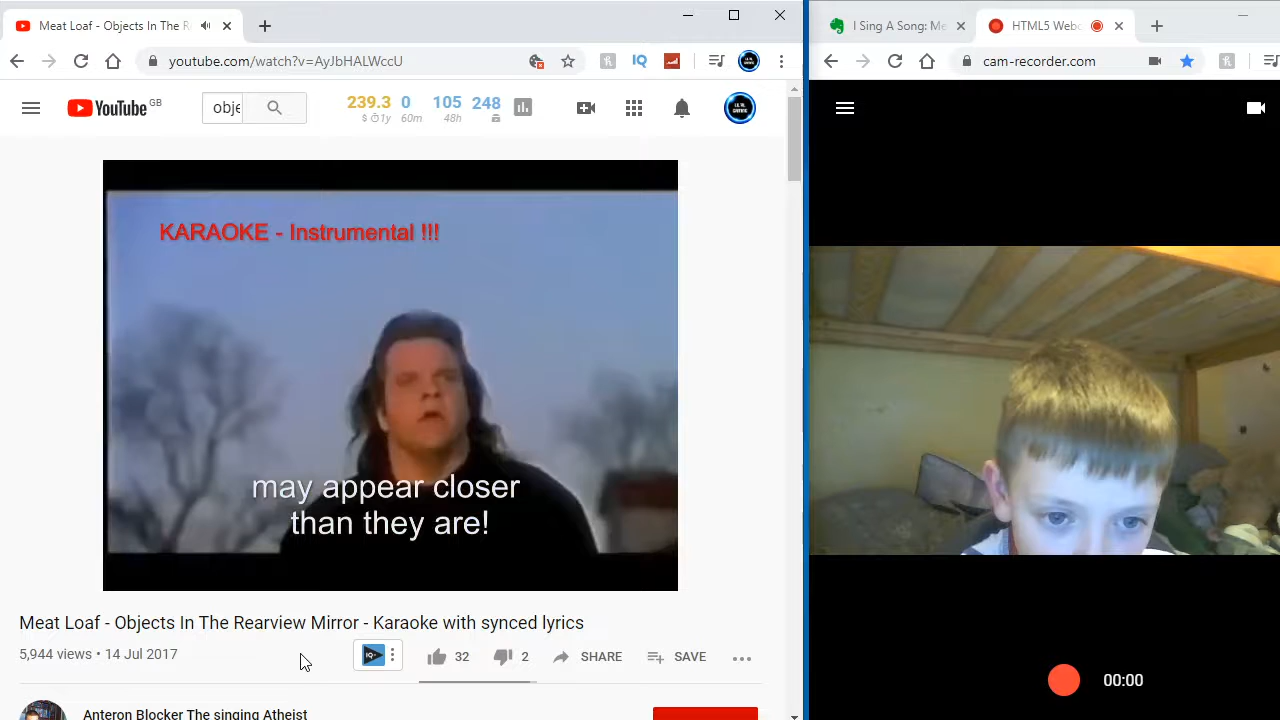 Meat Loaf - Objects In The R
youtube.com/watch?v=AyJbHALWccU
IQ
YouTube GB
obje
239.3 0 105 248
$ 1y 60m 48h
KARAOKE - Instrumental !!!
may appear closer
than they are!
Meat Loaf - Objects In The Rearview Mirror - Karaoke with synced lyrics
5,944 views • 14 Jul 2017
IQ
32
2
SHARE
SAVE
Anteron Blocker The singing Atheist
I Sing A Song: Me
HTML5 Webc
cam-recorder.com
00:00